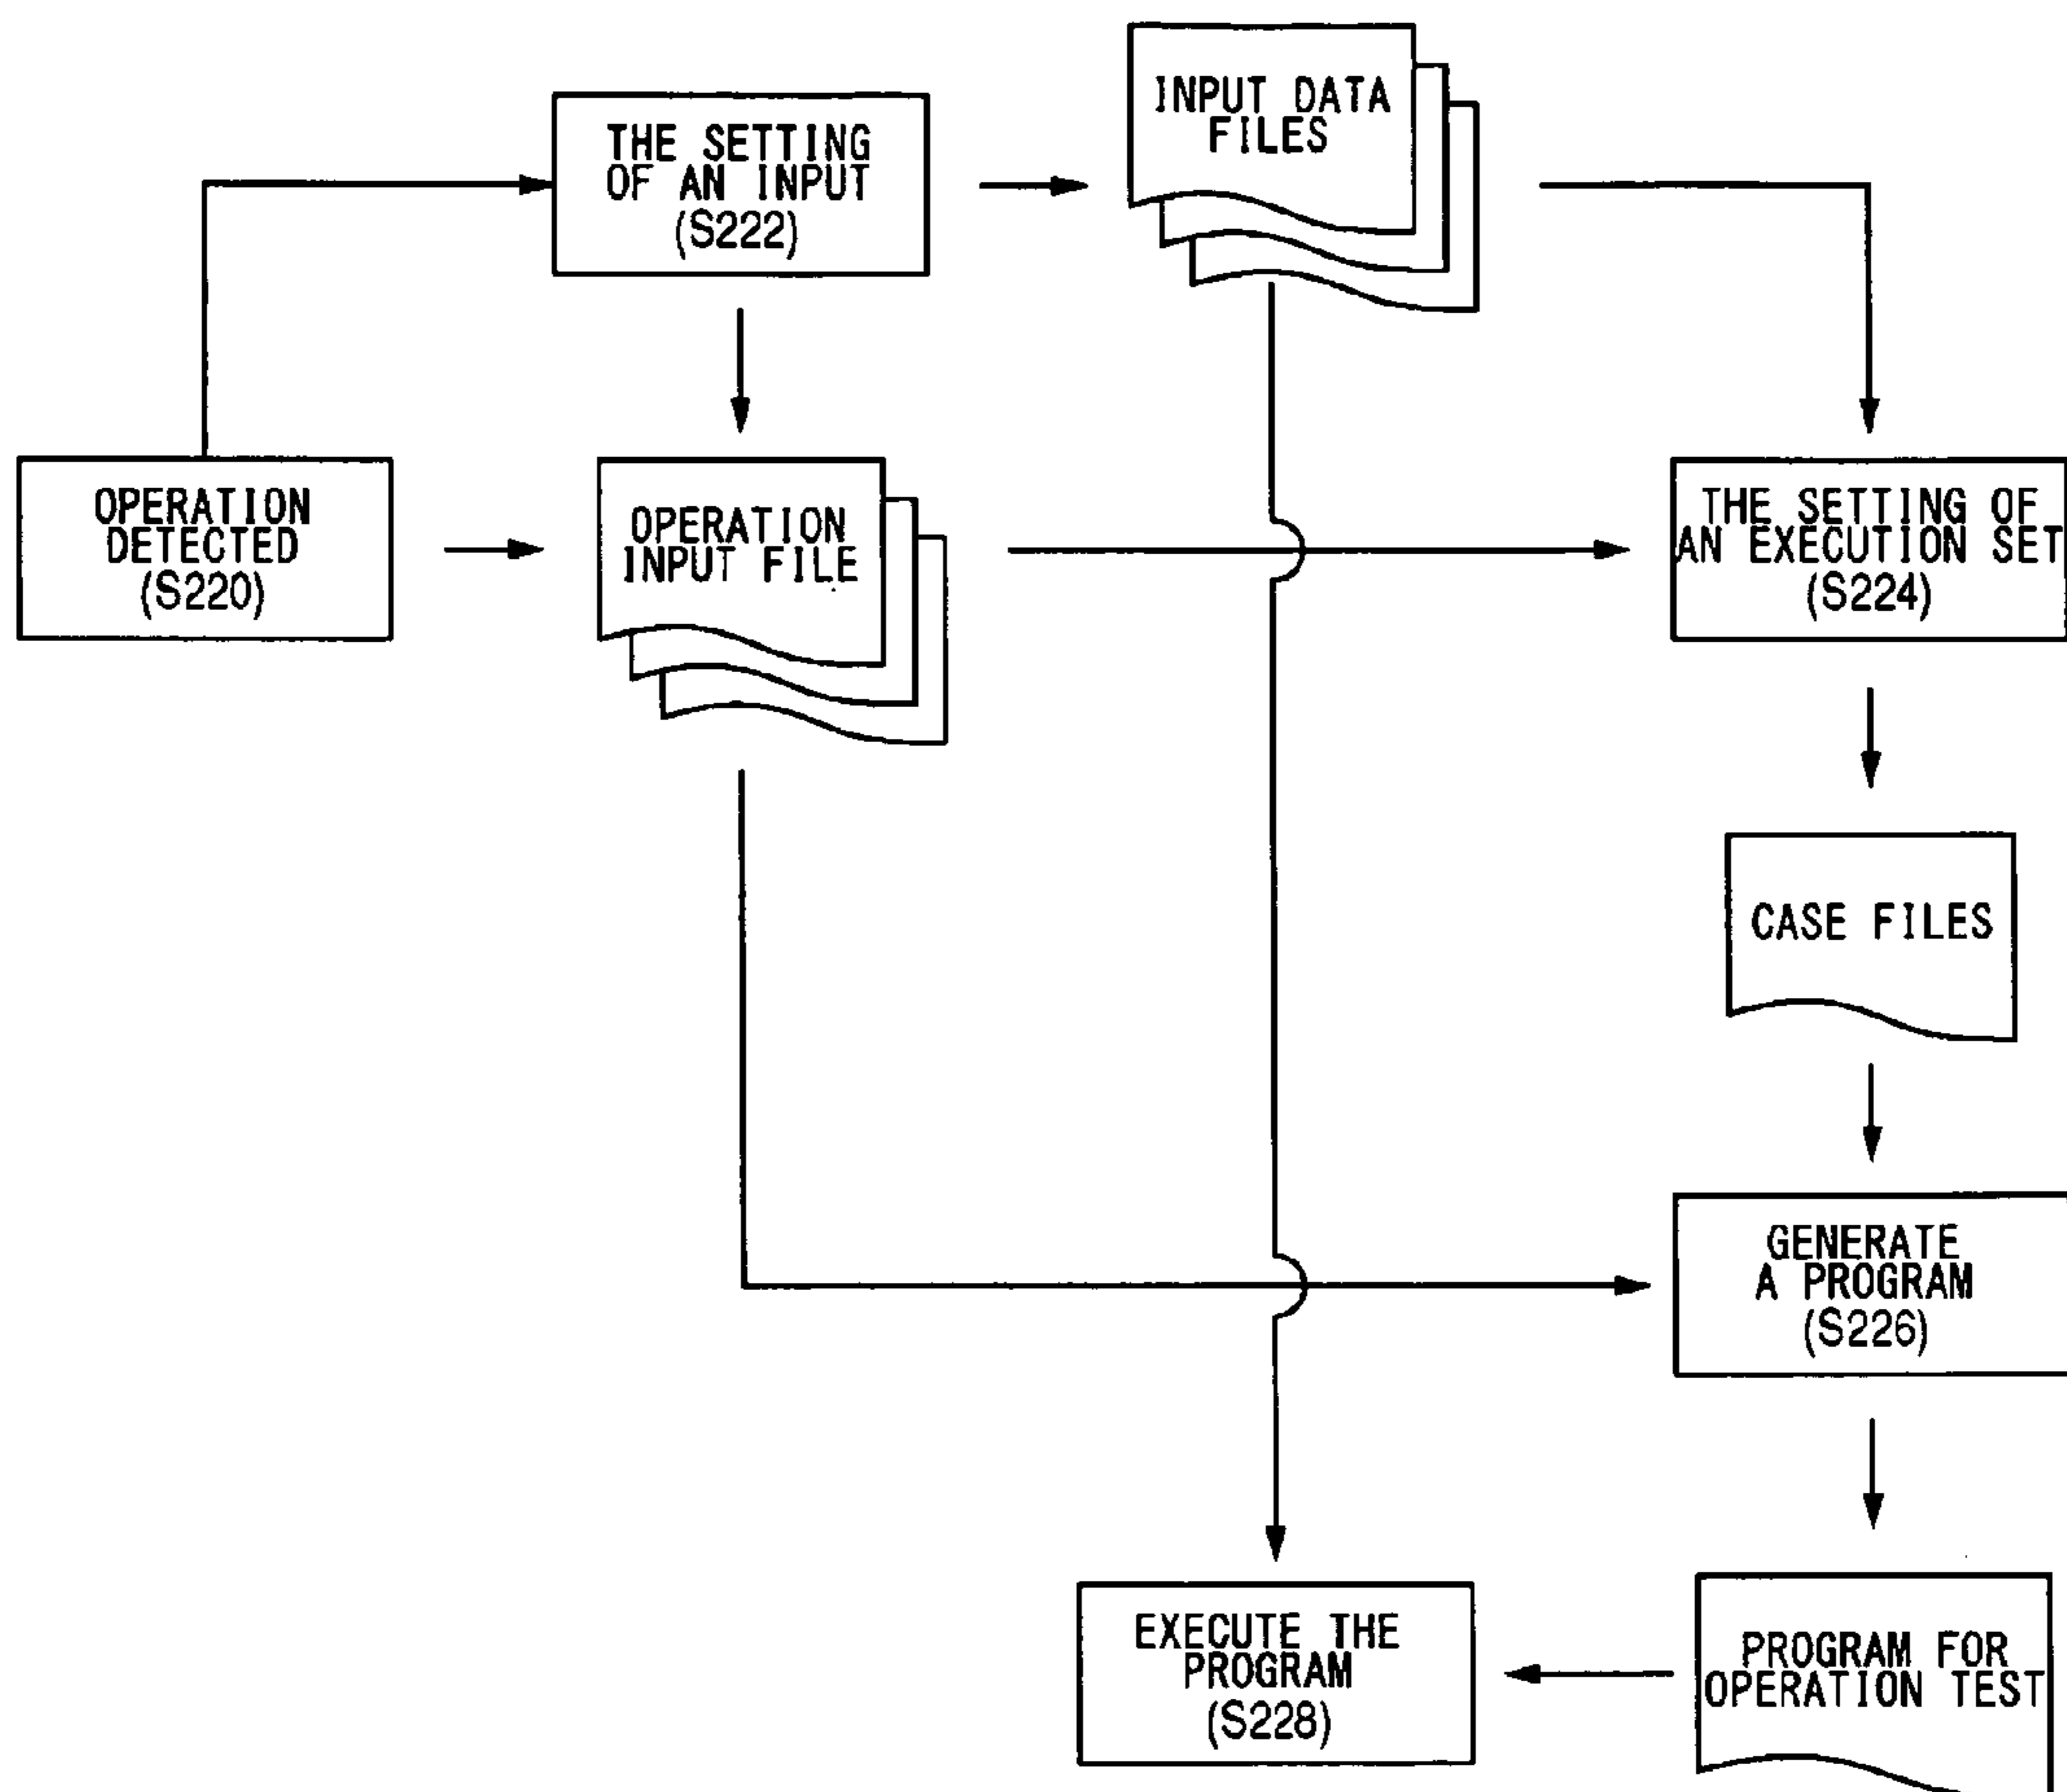 INPUT DATA
FILES
THE SETTING
OF AN INPUT
(S222)
OPERATION
DETECTED
(S220)
OPERATION
INPUT FILE
THE SETTING OF
AN EXECUTION SET
(S224)
CASE FILES
GENERATE
A PROGRAM
(S226)
EXECUTE THE
PROGRAM
(S228)
PROGRAM FOR
OPERATION TEST